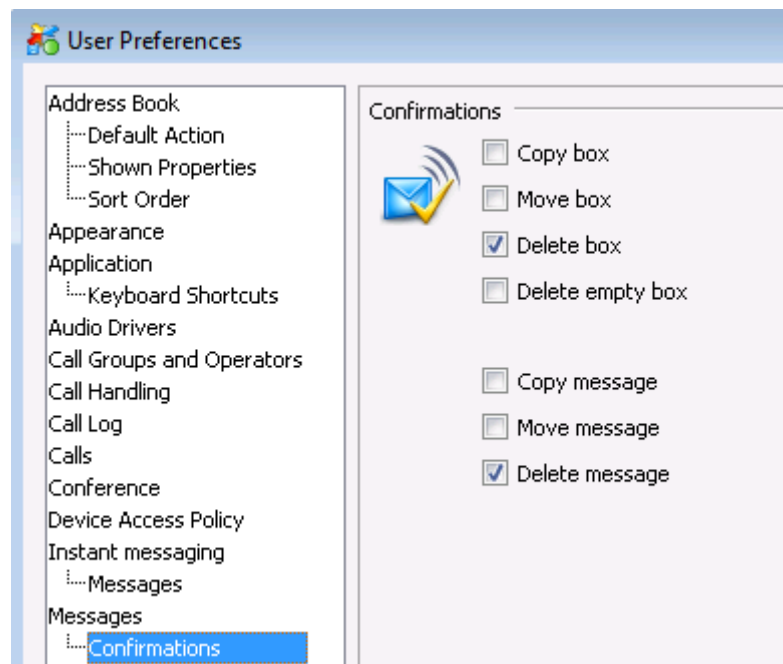 User Preferences
Address Book
Default Action
Shown Properties
Sort Order
Appearance
Application
Keyboard Shortcuts
Audio Drivers
Call Groups and Operators
Call Handling
Call Log
Calls
Conference
Device Access Policy
Instant messaging
Messages
Messages
Confirmations
Confirmations
Copy box
Move box
Delete box
Delete empty box
Copy message
Move message
Delete message